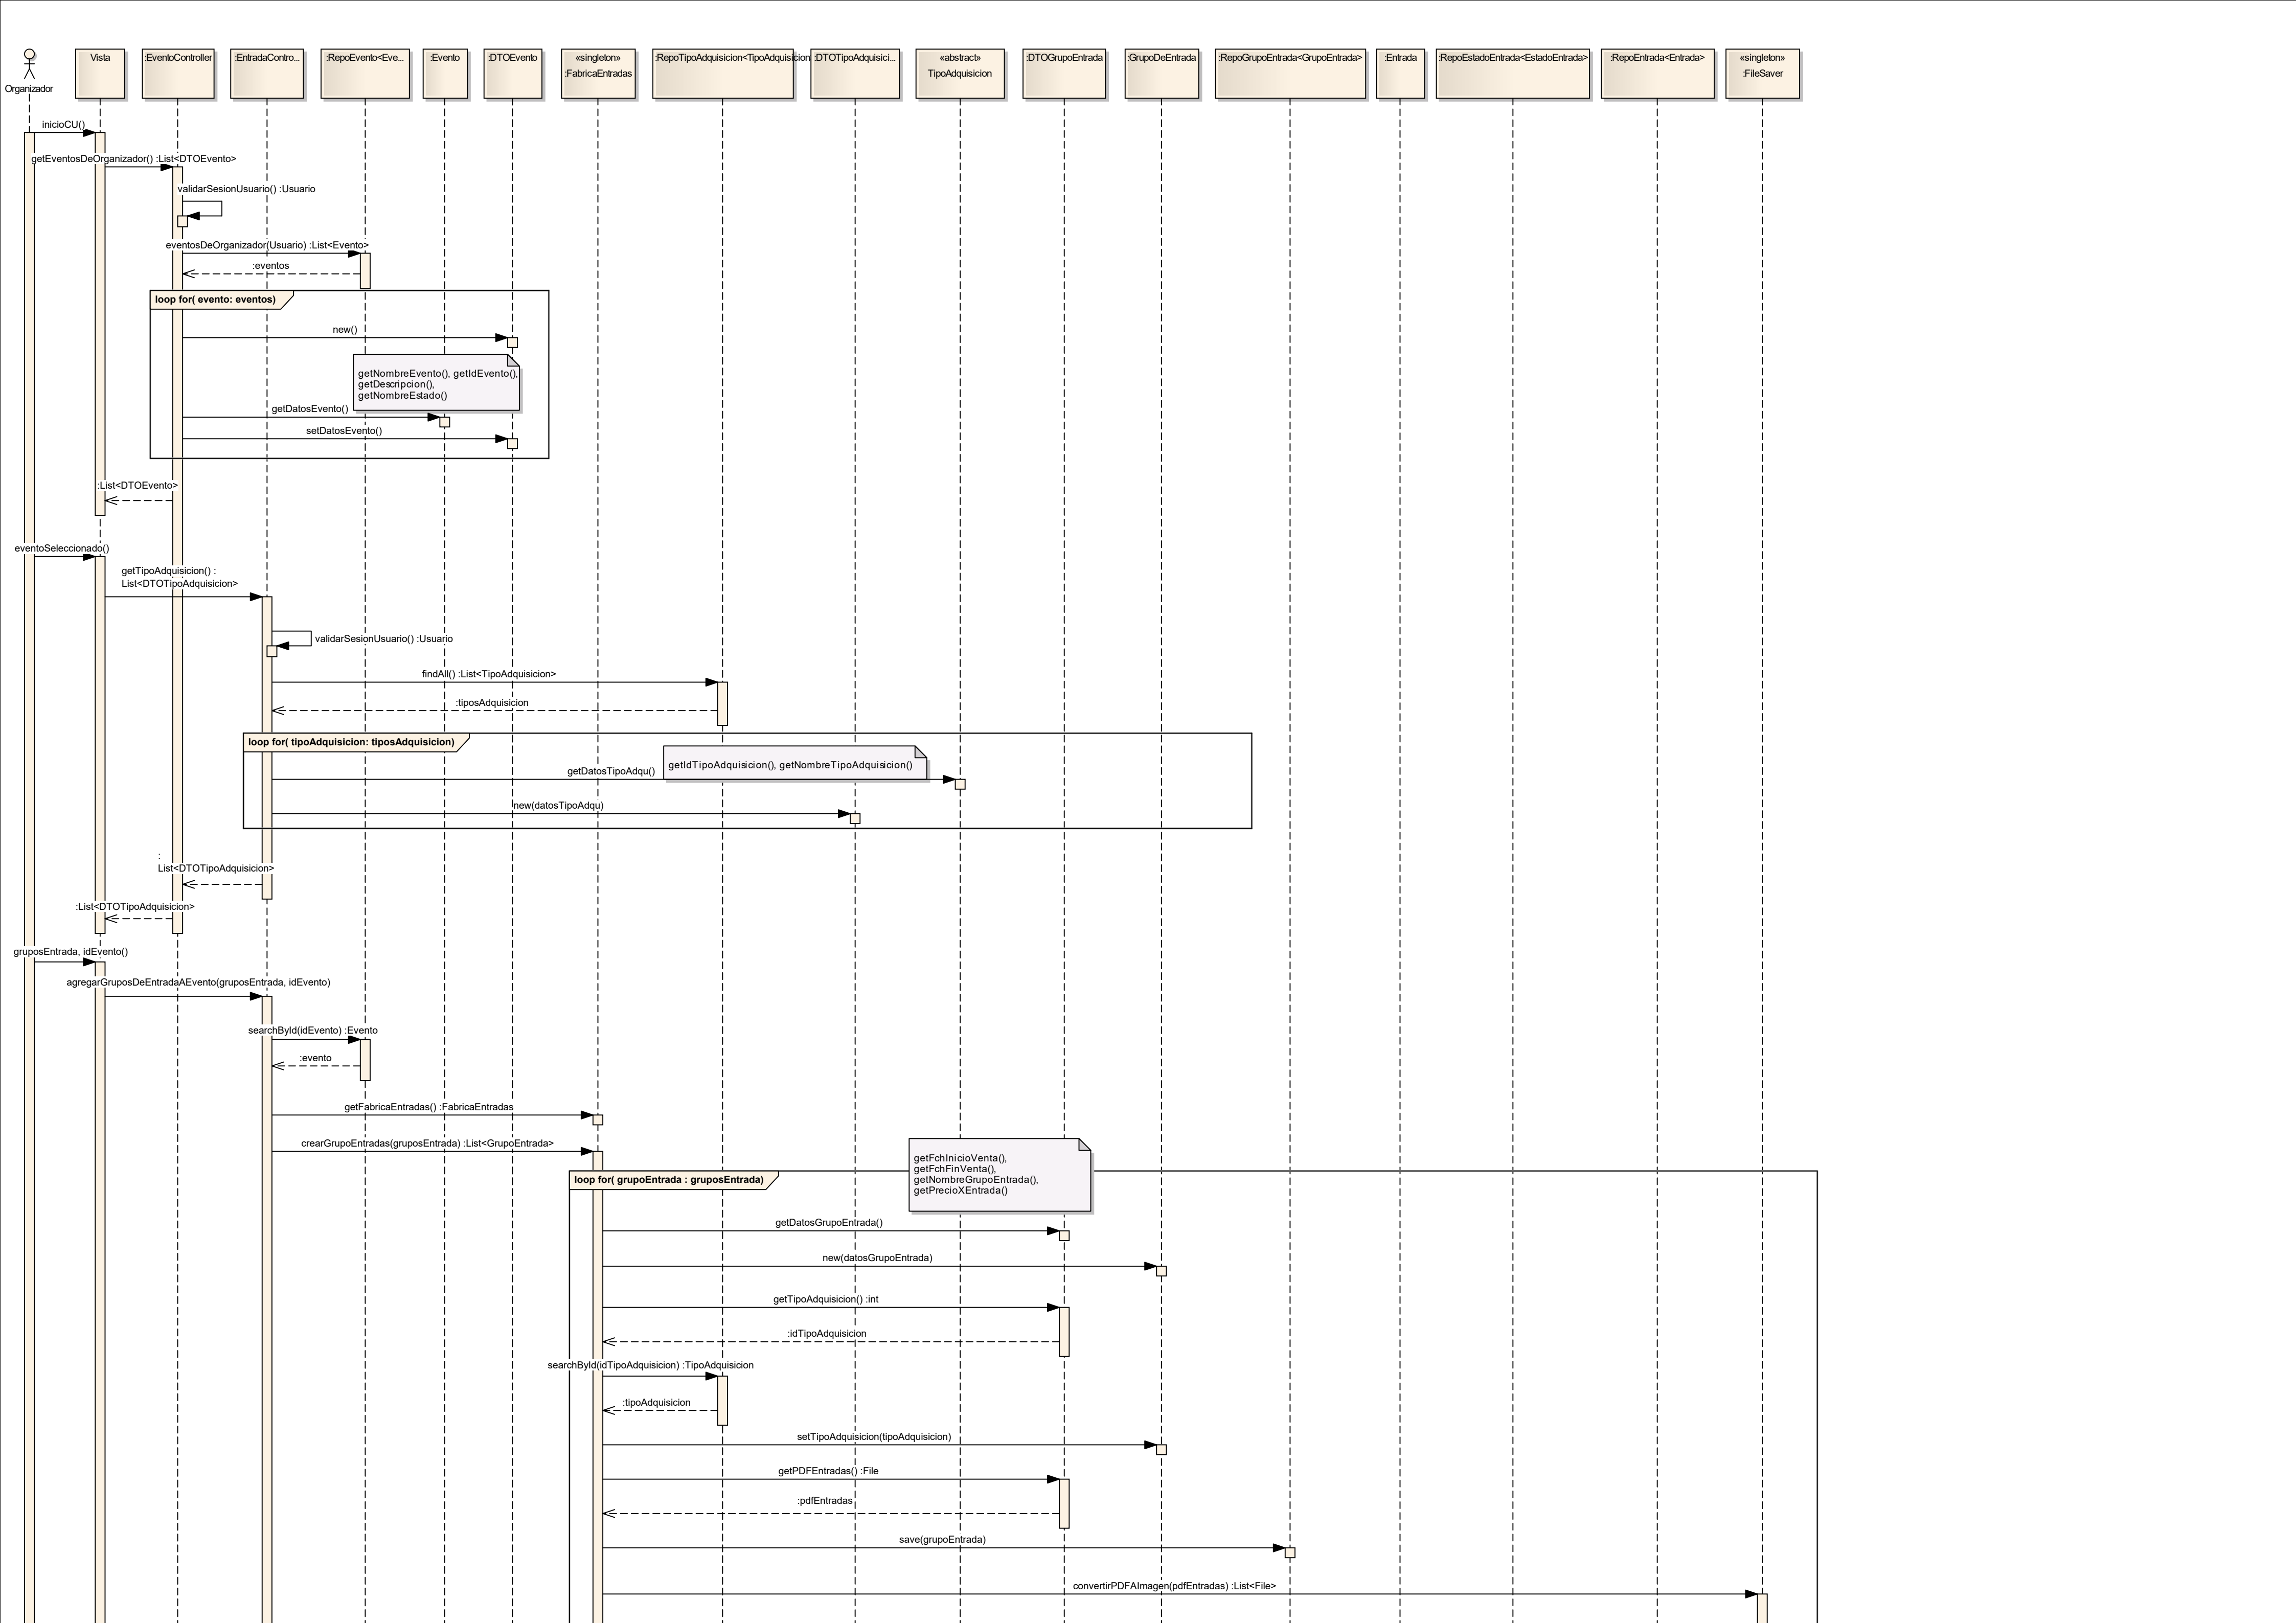 Organizador
Vista
:EventoController
:EntradaContro...
:RepoEvento<Eve...
:Evento
:DTOEvento
«singleton»
:FabricaEntradas
:RepoTipoAdquisicion<TipoAdquisicion
:DTOTipoAdquisici...
«abstract»
TipoAdquisicion
:DTOGrupoEntrada
:GrupoDeEntrada
:RepoGrupoEntrada<GrupoEntrada>
:Entrada
:RepoEstadoEntrada<EstadoEntrada>
:RepoEntrada<Entrada>
«singleton»
:FileSaver
inicioCU()
getEventosDeOrganizador() :List<DTOEvento>
validarSesionUsuario() :Usuario
eventosDeOrganizador(Usuario) :List<Evento>
:eventos
loop for( evento: eventos)
new()
getNombreEvento(), getIdEvento(),
getDescripcion(),
getNombreEstado()
getDatosEvento()
setDatosEvento()
:List<DTOEvento>
eventoSeleccionado()
getTipoAdquisicion() :
List<DTOTipoAdquisicion>
validarSesionUsuario() :Usuario
findAll() :List<TipoAdquisicion>
:tiposAdquisicion
loop for( tipoAdquisicion: tiposAdquisicion)
getIdTipoAdquisicion(), getNombreTipoAdquisicion()
getDatosTipoAdqu()
new(datosTipoAdqu)
:
List<DTOTipoAdquisicion>
:List<DTOTipoAdquisicion>
gruposEntrada, idEvento()
agregarGruposDeEntradaAEvento(gruposEntrada, idEvento)
searchById(idEvento) :Evento
:evento
getFabricaEntradas() :FabricaEntradas
crearGrupoEntradas(gruposEntrada) :List<GrupoEntrada>
getFchInicioVenta(),
getFchFinVenta(),
getNombreGrupoEntrada(),
getPrecioXEntrada()
loop for( grupoEntrada : gruposEntrada)
getDatosGrupoEntrada()
new(datosGrupoEntrada)
getTipoAdquisicion() :int
:idTipoAdquisicion
searchById(idTipoAdquisicion) :TipoAdquisicion
:tipoAdquisicion
setTipoAdquisicion(tipoAdquisicion)
getPDFEntradas() :File
:pdfEntradas
save(grupoEntrada)
convertirPDFAImagen(pdfEntradas) :List<File>